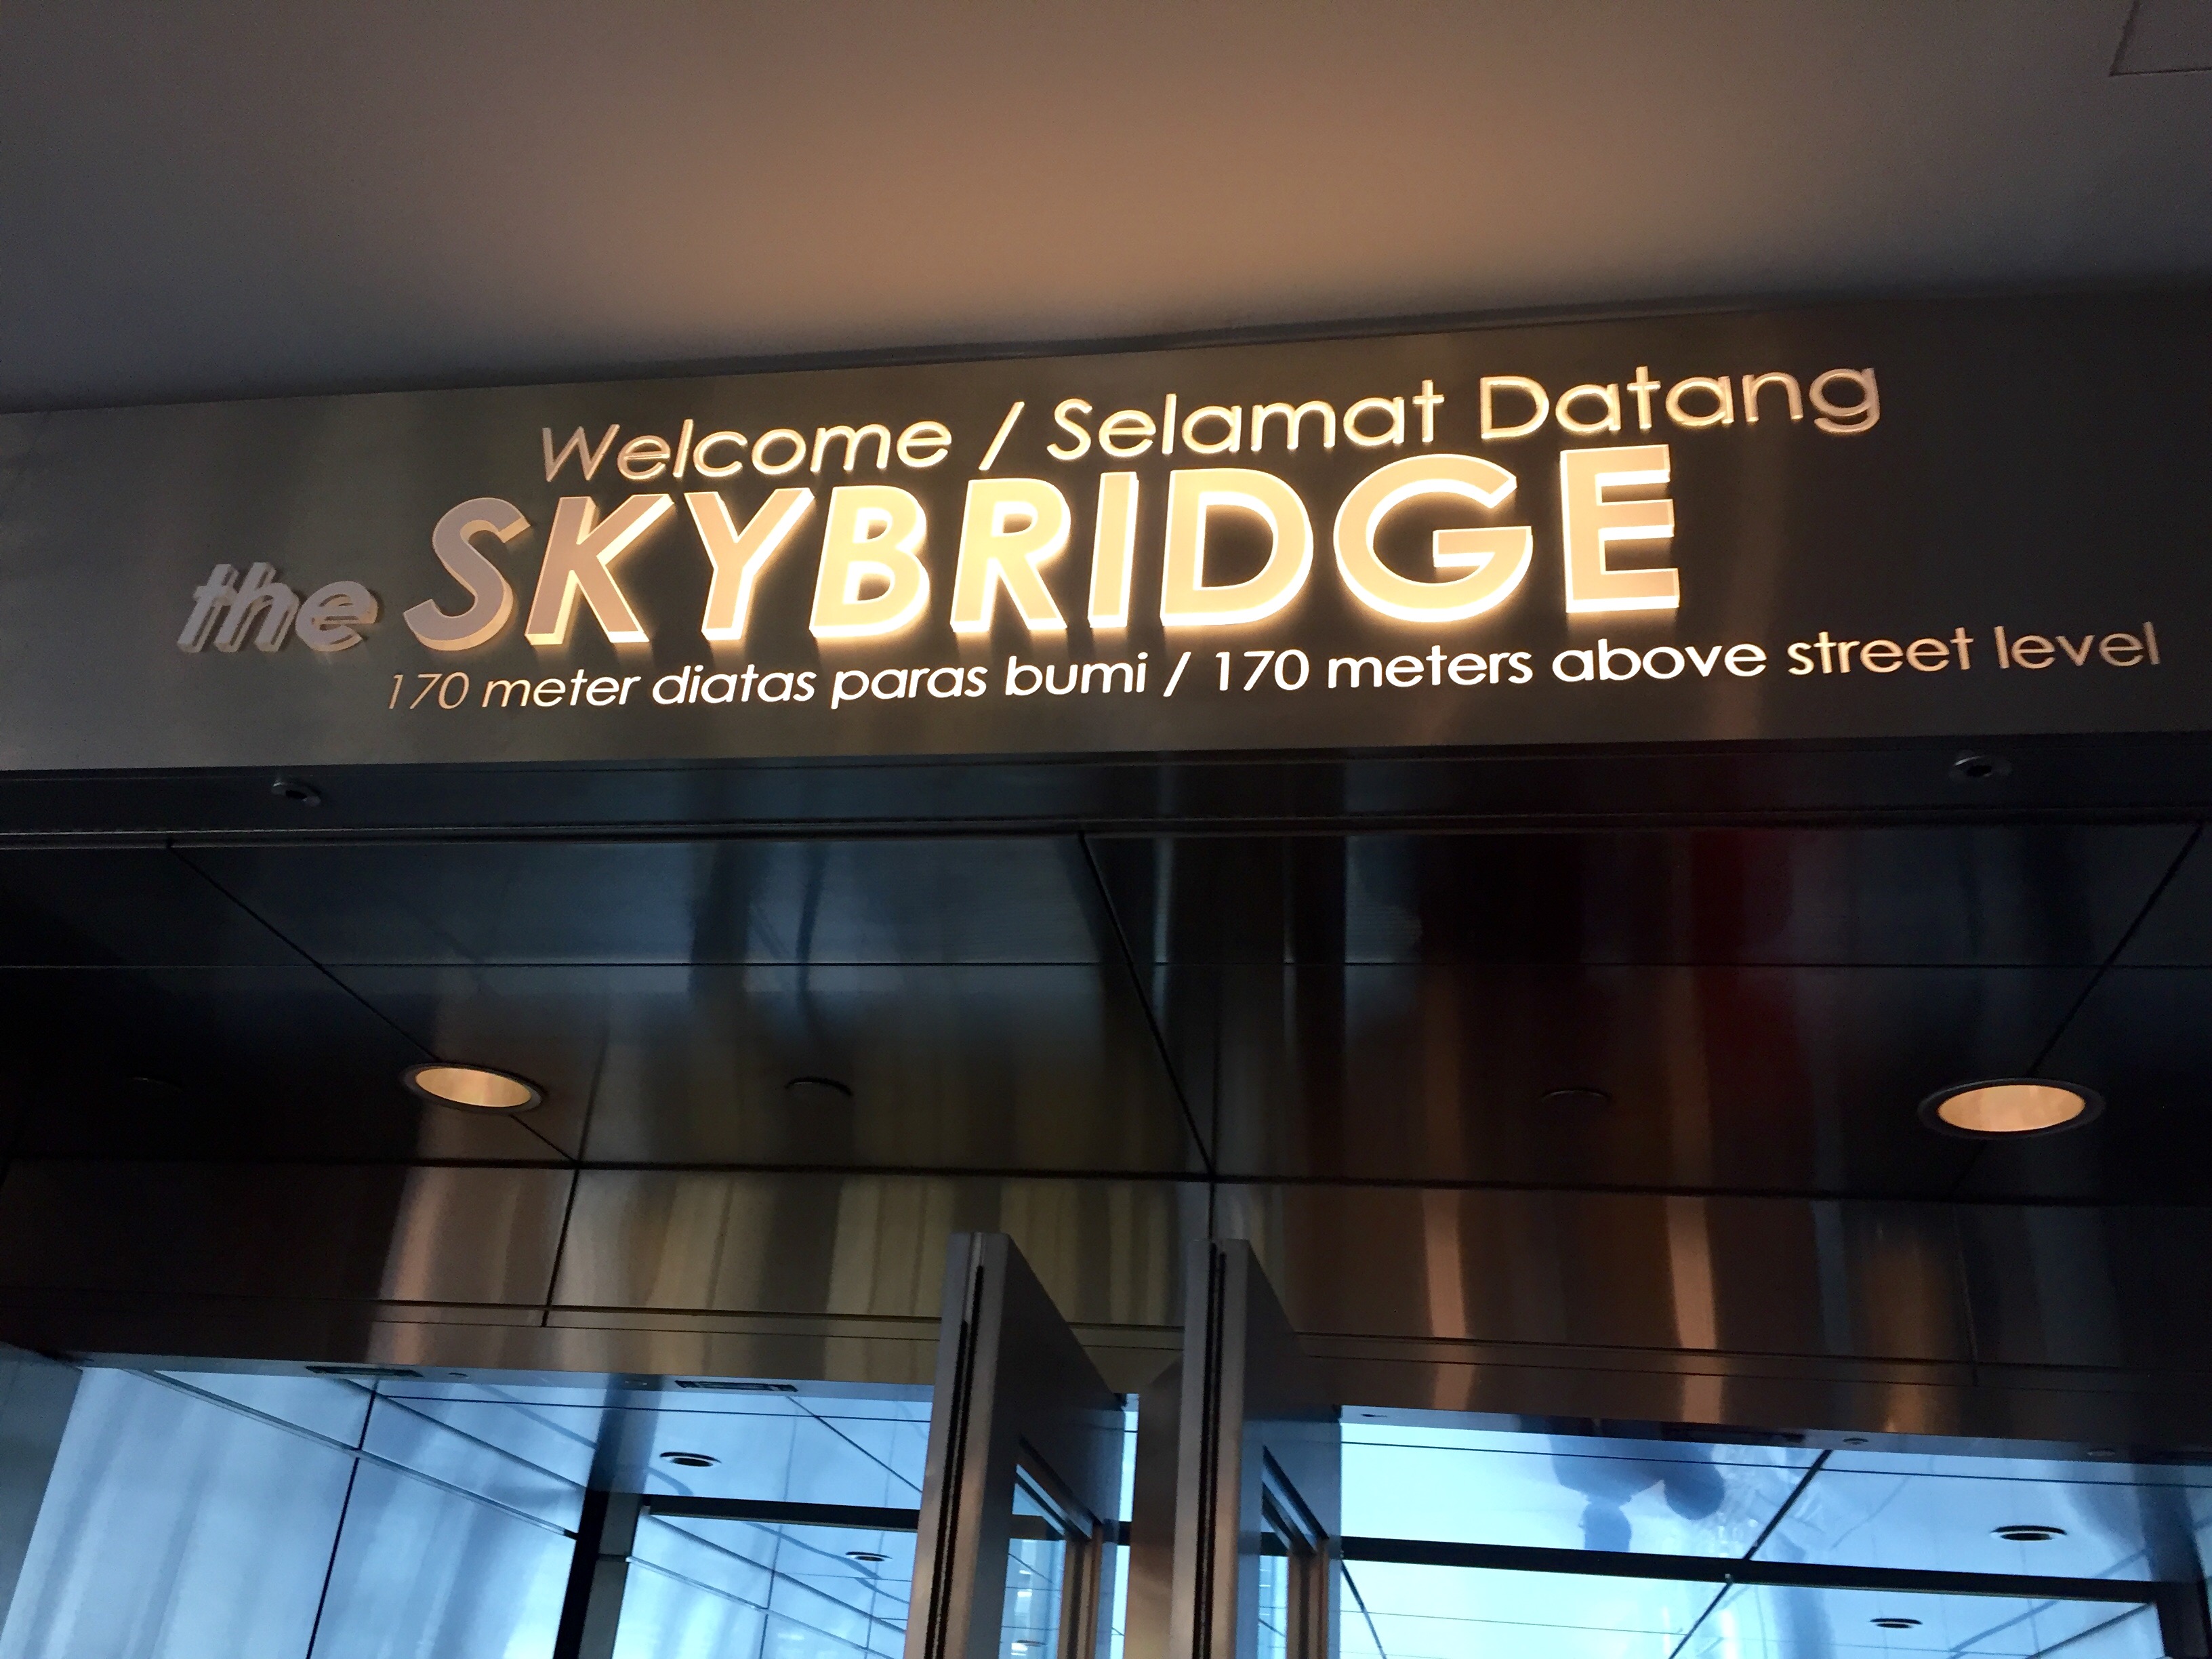 Welcome / Selamat Datang
the SKYBRIDGE
170 meter diatas paras bumi / 170 meters above street level